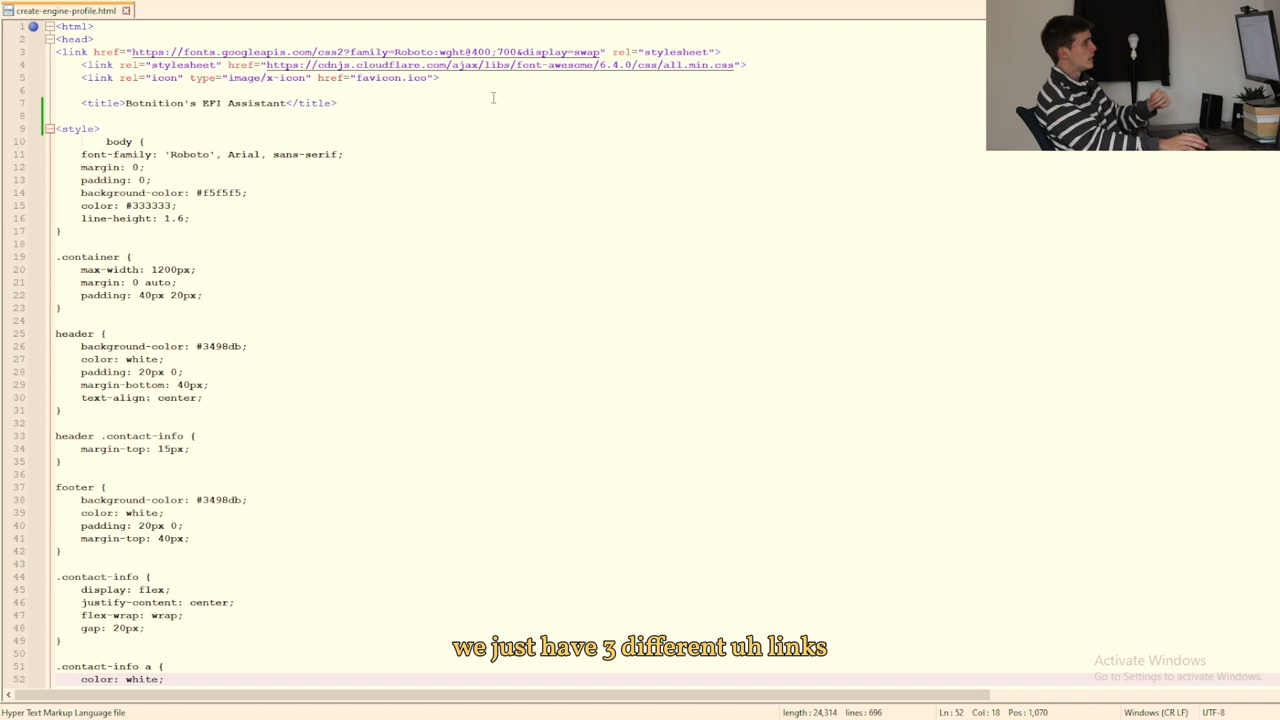 create-engine-profile.html
1 <html>
2 <head>
3 <link href="https://fonts.googleapis.com/css2?family=Roboto:wght@400;700&display=swap" rel="stylesheet">
4 <link rel="stylesheet" href="https://cdnjs.cloudflare.com/ajax/libs/font-awesome/6.4.0/css/all.min.css">
5 <link rel="icon" type="image/x-icon" href="favicon.ico">
6
7 <title>Botnition's EFI Assistant</title>
8
9 <style>
10 body {
11 font-family: 'Roboto', Arial, sans-serif;
12 margin: 0;
13 padding: 0;
14 background-color: #f5f5f5;
15 color: #333333;
16 line-height: 1.6;
17 }
18
19 .container {
20 max-width: 1200px;
21 margin: 0 auto;
22 padding: 40px 20px;
23 }
24
25 header {
26 background-color: #3498db;
27 color: white;
28 padding: 20px 0;
29 margin-bottom: 40px;
30 text-align: center;
31 }
32
33 header .contact-info {
34 margin-top: 15px;
35 }
36
37 footer {
38 background-color: #3498db;
39 color: white;
40 padding: 20px 0;
41 margin-top: 40px;
42 }
43
44 .contact-info {
45 display: flex;
46 justify-content: center;
47 flex-wrap: wrap;
48 gap: 20px;
49 }
50
51 .contact-info a {
52 color: white;
we just have 3 different uh links
Activate Windows
Go to Settings to activate Windows.
Hyper Text Markup Language file length : 24,314 lines : 696 Ln : 52 Col : 18 Pos : 1,070 Windows (CR LF) UTF-8